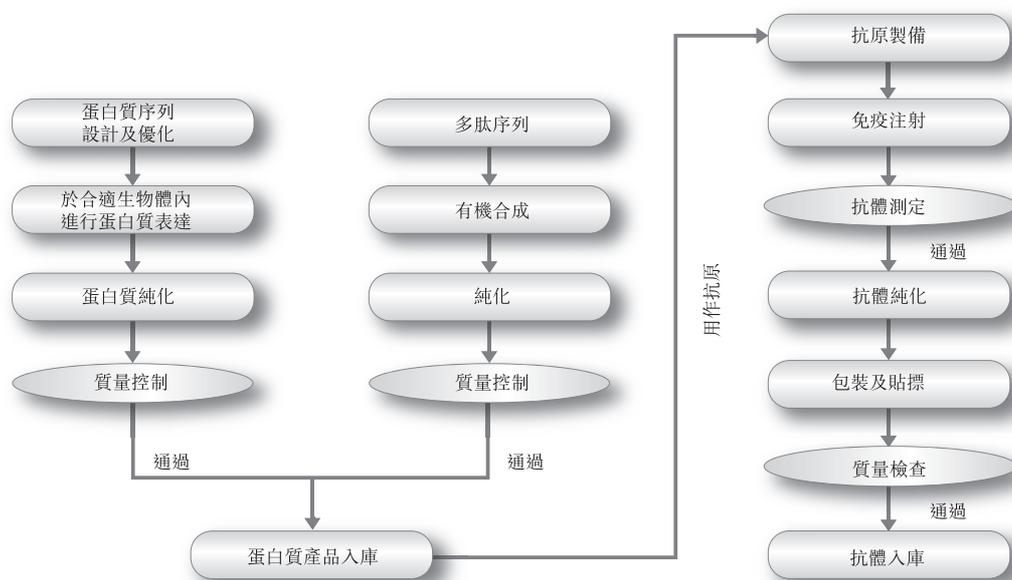 蛋白質序列
設計及優化
於合適生物體內
進行蛋白質表達
蛋白質純化
質量控制
通過
多肽序列
有機合成
純化
質量控制
通過
蛋白質產品入庫
用作抗原
抗原製備
免疫注射
抗體測定
通過
抗體純化
包裝及貼摽
質量檢查
通過
抗體入庫